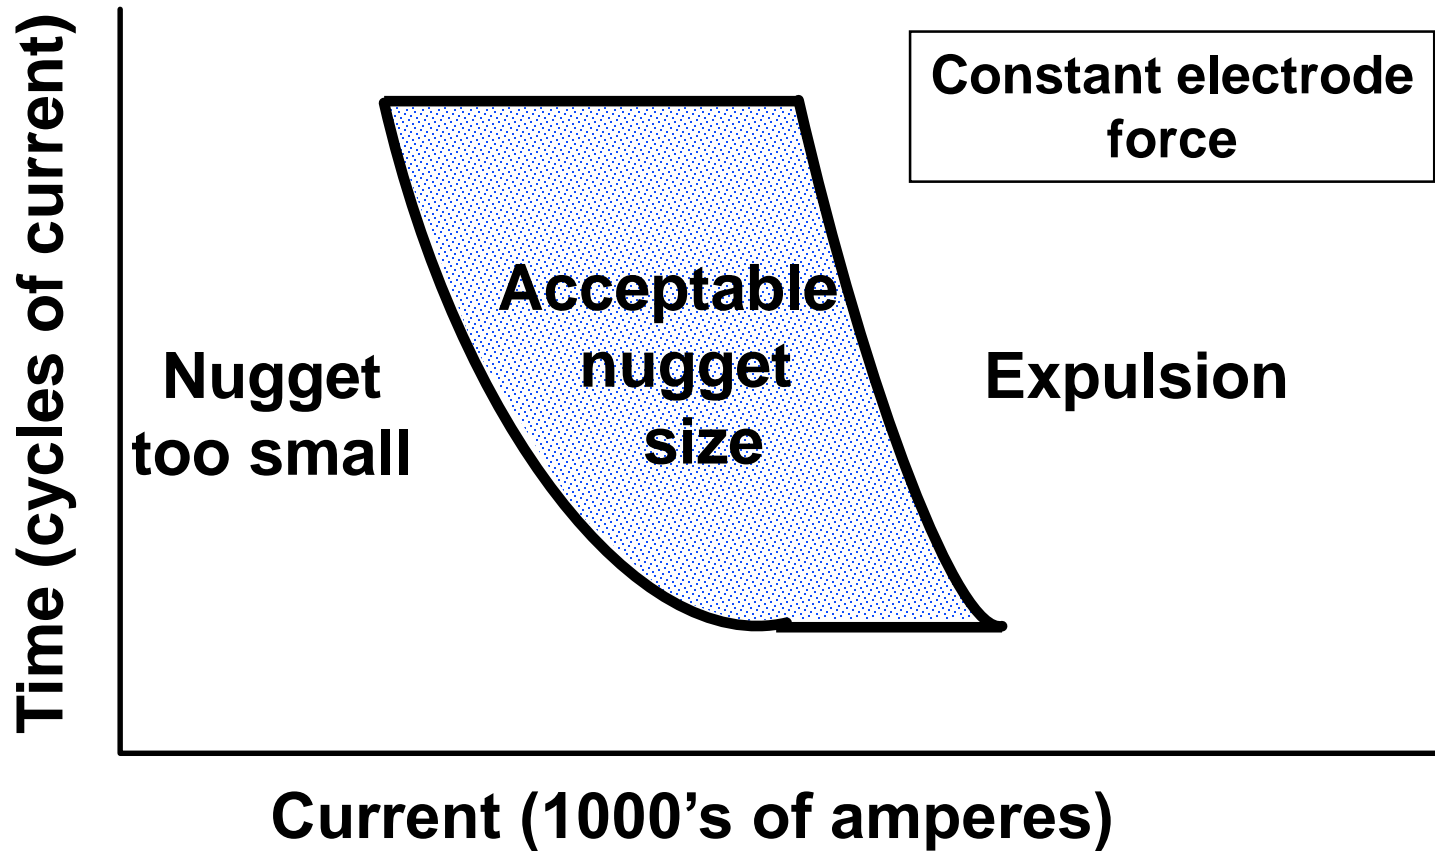 Time (cycles of current)
Constant electrode
force
Acceptable
nugget
size
Nugget
too small
Expulsion
Current (1000’s of amperes)